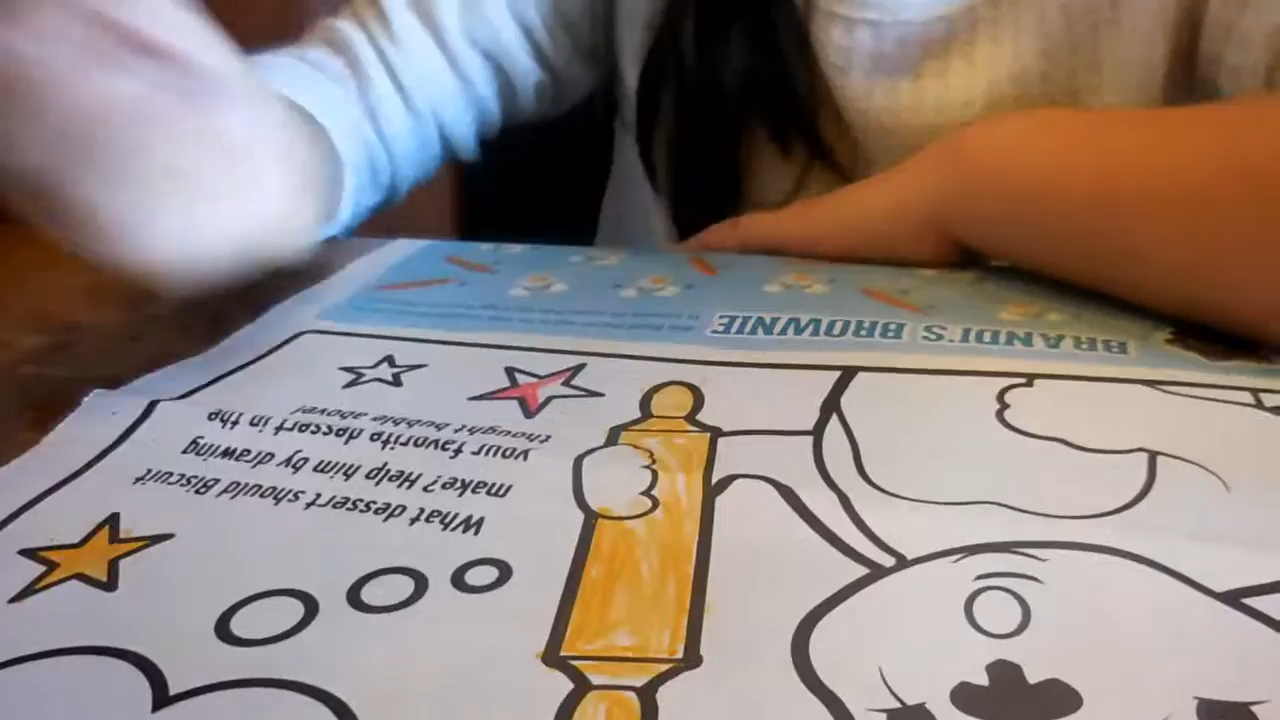 What dessert should Biscuit
make? Help him by drawing
your favorite dessert in the
thought bubble above!
BRANDI'S BROWNIE